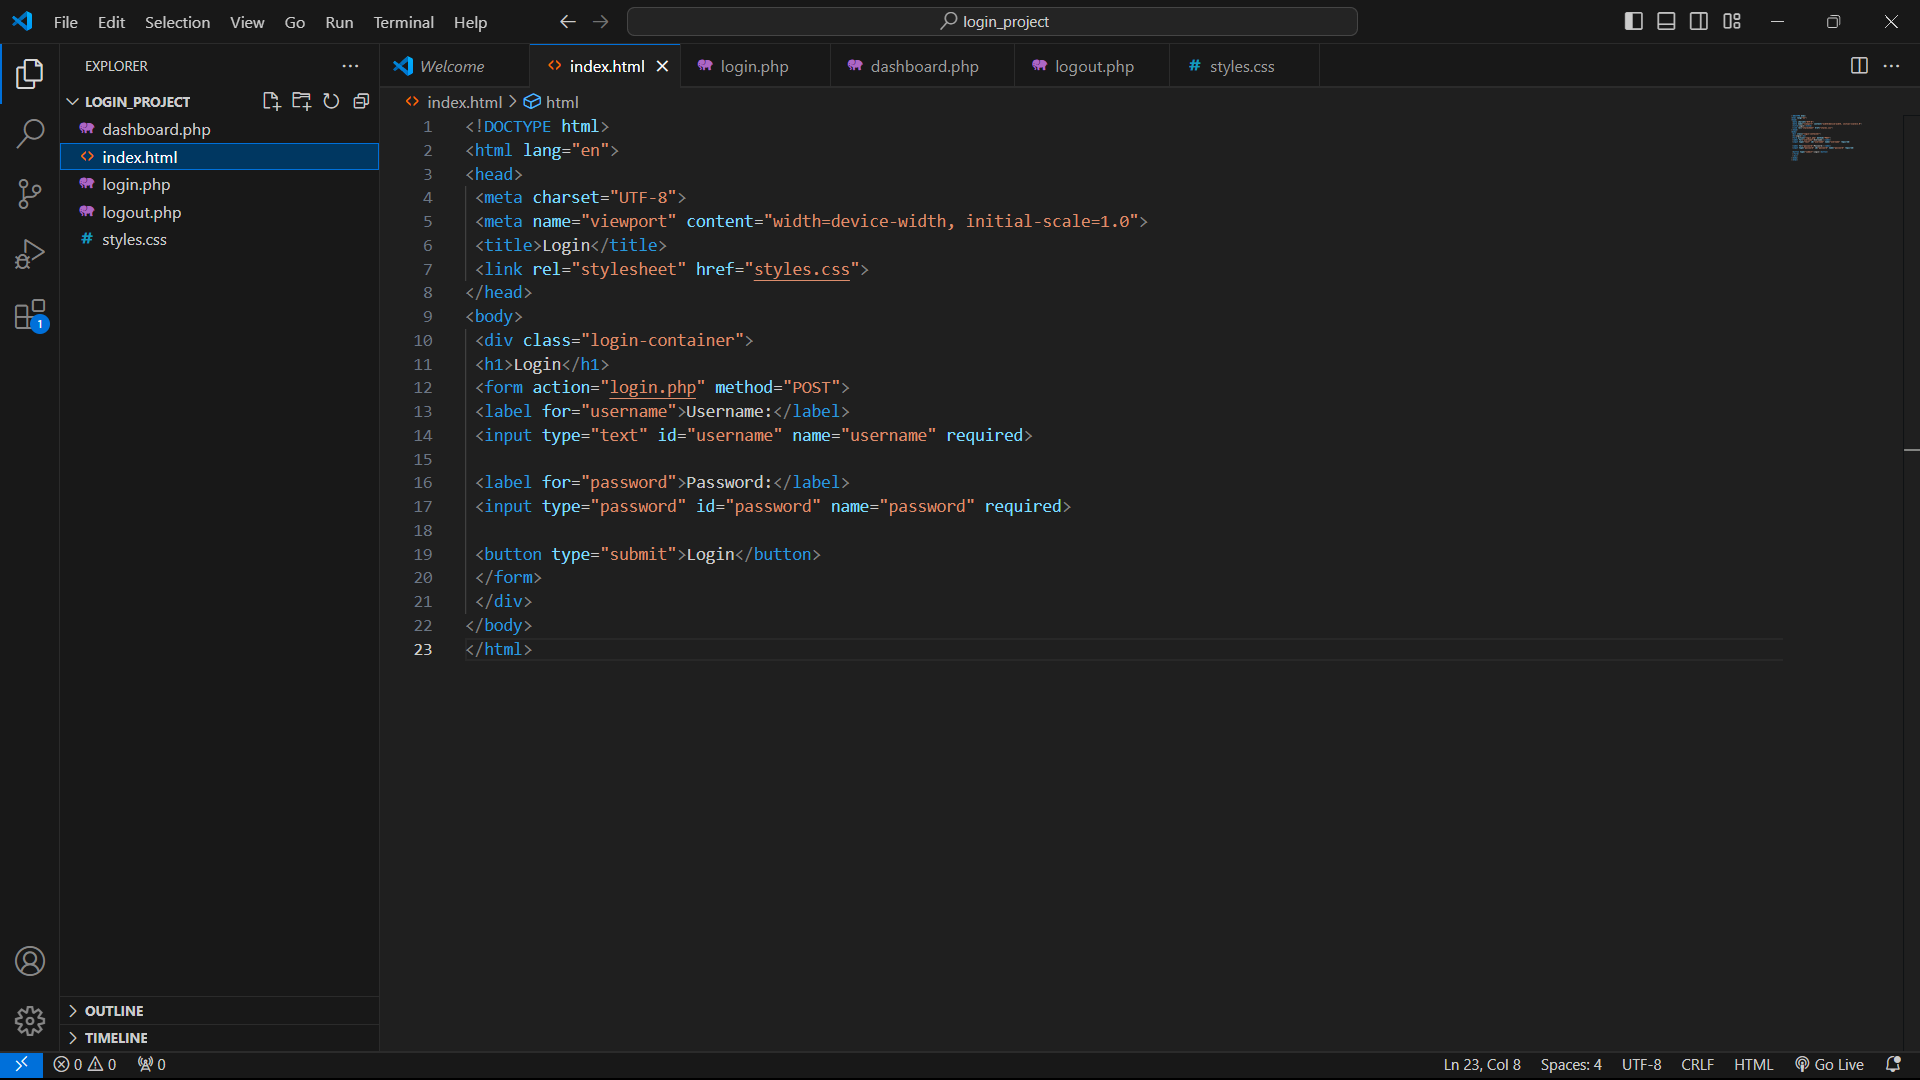 File Edit Selection View Go Run Terminal Help
login_project
EXPLORER
LOGIN_PROJECT
dashboard.php
index.html
login.php
logout.php
styles.css
OUTLINE
TIMELINE
1
Welcome index.html login.php dashboard.php logout.php # styles.css
index.html > html
1 <!DOCTYPE html>
2 <html lang="en">
3 <head>
4 <meta charset="UTF-8">
5 <meta name="viewport" content="width=device-width, initial-scale=1.0">
6 <title>Login</title>
7 <link rel="stylesheet" href="styles.css">
8 </head>
9 <body>
10 <div class="login-container">
11 <h1>Login</h1>
12 <form action="login.php" method="POST">
13 <label for="username">Username:</label>
14 <input type="text" id="username" name="username" required>
15
16 <label for="password">Password:</label>
17 <input type="password" id="password" name="password" required>
18
19 <button type="submit">Login</button>
20 </form>
21 </div>
22 </body>
23 </html>
0 0 0 Ln 23, Col 8 Spaces: 4 UTF-8 CRLF HTML Go Live